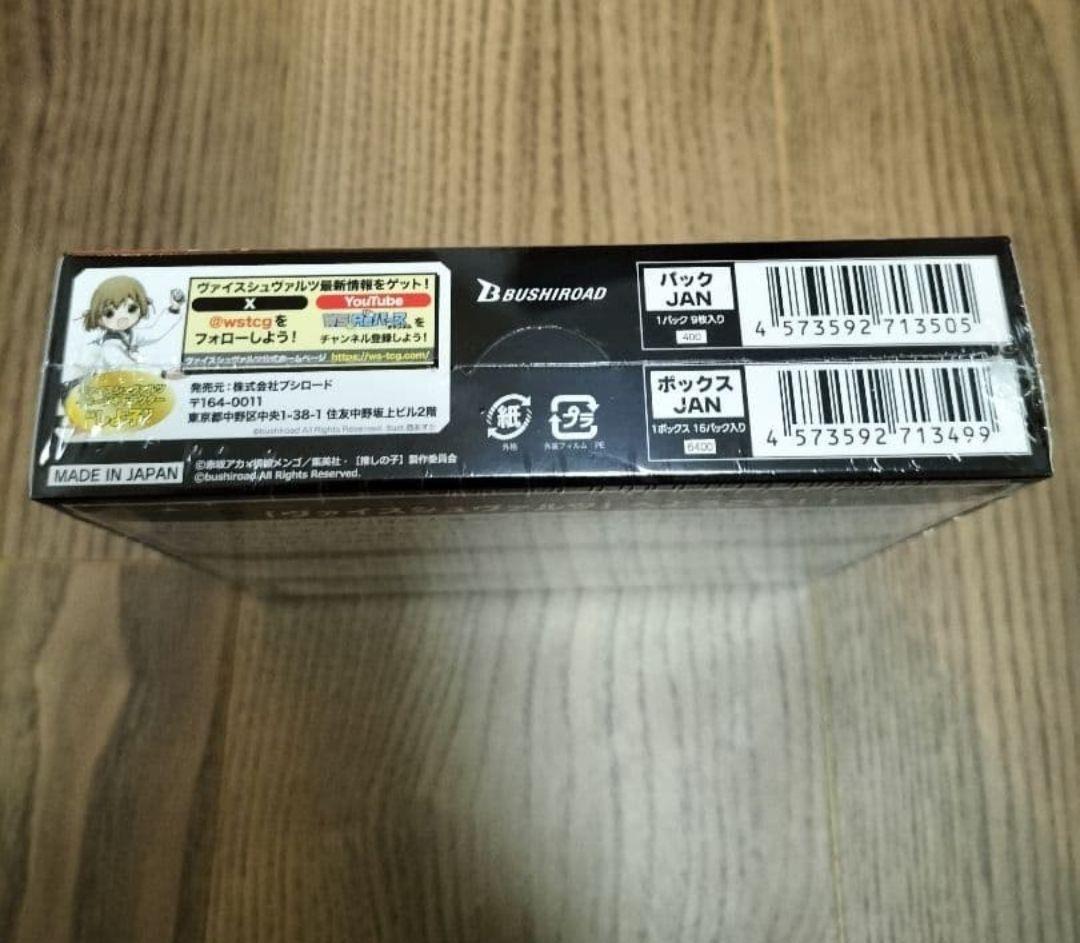 ヴァイスシュヴァルツ最新情報をゲット!
X
YouTube
@wstcgを
フォローしよう!
を
チャンネル登録しよう!
ヴァイスシュヴァルツ公式ホームページ https://ws-tcg.com/
発売元:株式会社ブシロード
〒164-0011
東京都中野区中央1-38-1 住友中野坂上ビル2階
©bushiroad All Rights Reserved.
MADE IN JAPAN
©赤坂アカ×横槍メンゴ/集英社・【推しの子】製作委員会
©bushiroad All Rights Reserved.
BUSHIROAD
紙
外箱
プラ
外装フィルム:PE
パック
JAN
1パック 9枚入り
400
4 573592 713505
ボックス
JAN
1ボックス 16パック入り
6400
4 573592 713499